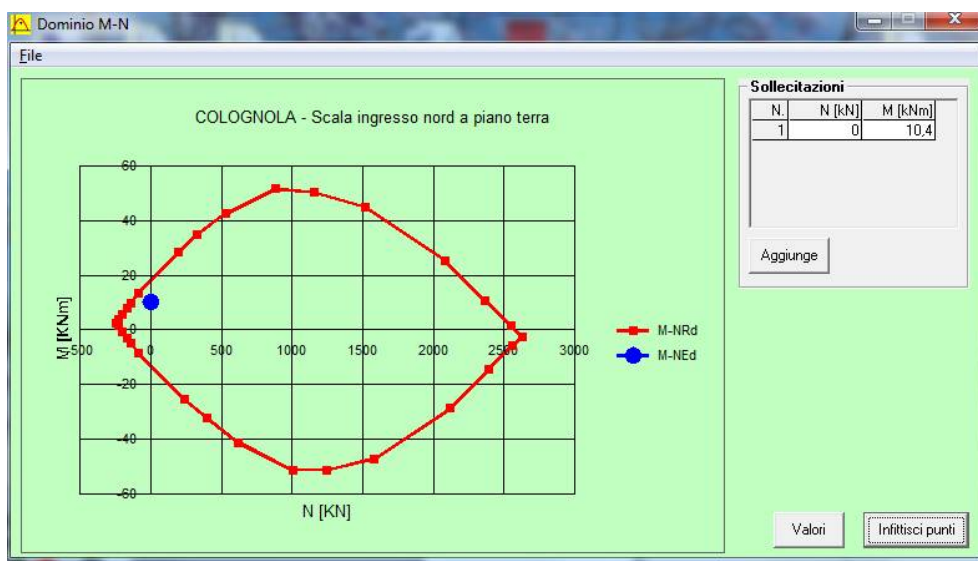 Dominio M-N
File
COLOGNOLA - Scala ingresso nord a piano terra
60
40
20
0
-20
-40
-60
M [KNm]
-500 0 500 1000 1500 2000 2500 3000
N [KN]
M-NRd
M-NEd
Sollecitazioni
N. N [kN] M [kNm]
1 0 10,4
Aggiunge
Valori
Infittisci punti